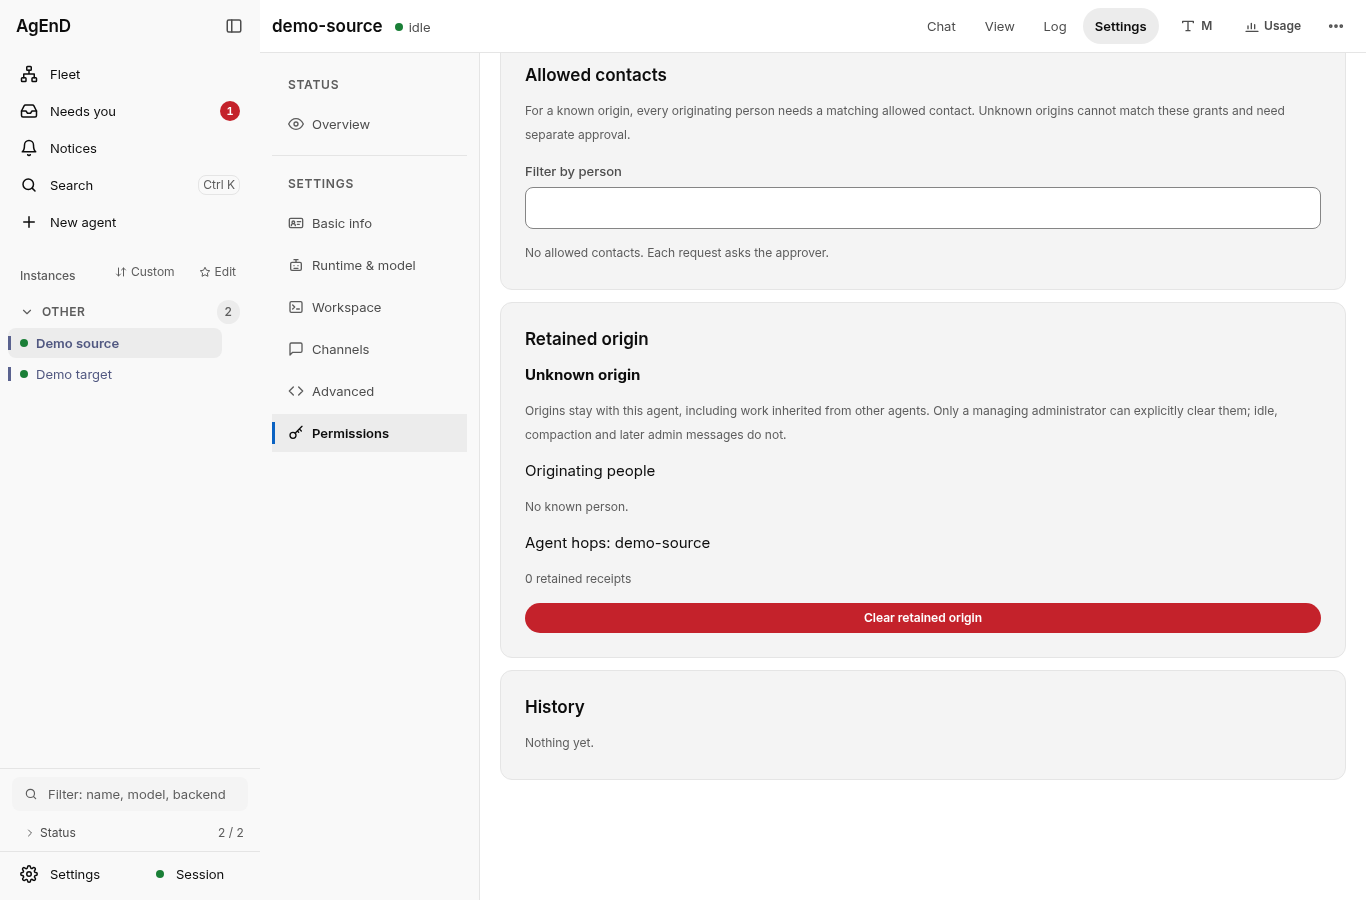 AgEnD
Fleet
Needs you
1
Notices
Search
Ctrl K
New agent
Instances
Custom
Edit
OTHER
2
Demo source
Demo target
Filter: name, model, backend
Status
2 / 2
Settings
Session
demo-source
idle
Chat
View
Log
Settings
M
Usage
STATUS
Overview
SETTINGS
Basic info
Runtime & model
Workspace
Channels
Advanced
Permissions
Allowed contacts
For a known origin, every originating person needs a matching allowed contact. Unknown origins cannot match these grants and need
separate approval.
Filter by person
No allowed contacts. Each request asks the approver.
Retained origin
Unknown origin
Origins stay with this agent, including work inherited from other agents. Only a managing administrator can explicitly clear them; idle,
compaction and later admin messages do not.
Originating people
No known person.
Agent hops: demo-source
0 retained receipts
Clear retained origin
History
Nothing yet.